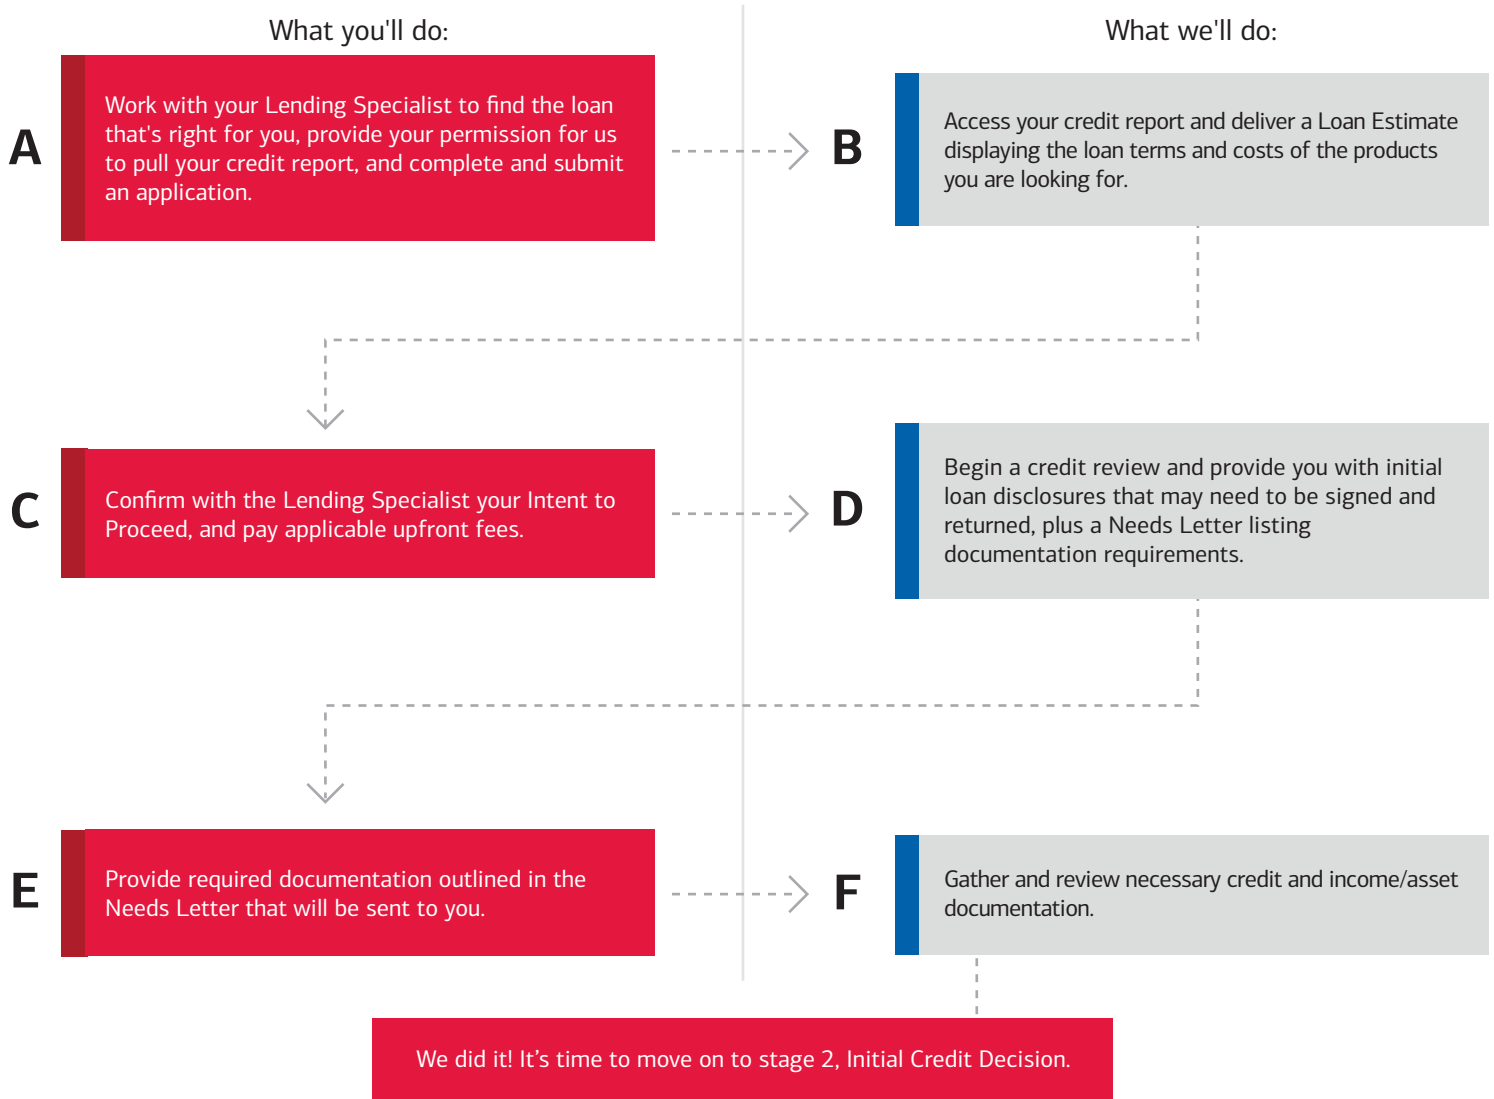 What you'll do:
What we'll do:
A
Work with your Lending Specialist to find the loan
that's right for you, provide your permission for us
to pull your credit report, and complete and submit
an application.
B
Access your credit report and deliver a Loan Estimate
displaying the loan terms and costs of the products
you are looking for.
C
Confirm with the Lending Specialist your Intent to
Proceed, and pay applicable upfront fees.
D
Begin a credit review and provide you with initial
loan disclosures that may need to be signed and
returned, plus a Needs Letter listing
documentation requirements.
E
Provide required documentation outlined in the
Needs Letter that will be sent to you.
F
Gather and review necessary credit and income/asset
documentation.
We did it! It’s time to move on to stage 2, Initial Credit Decision.